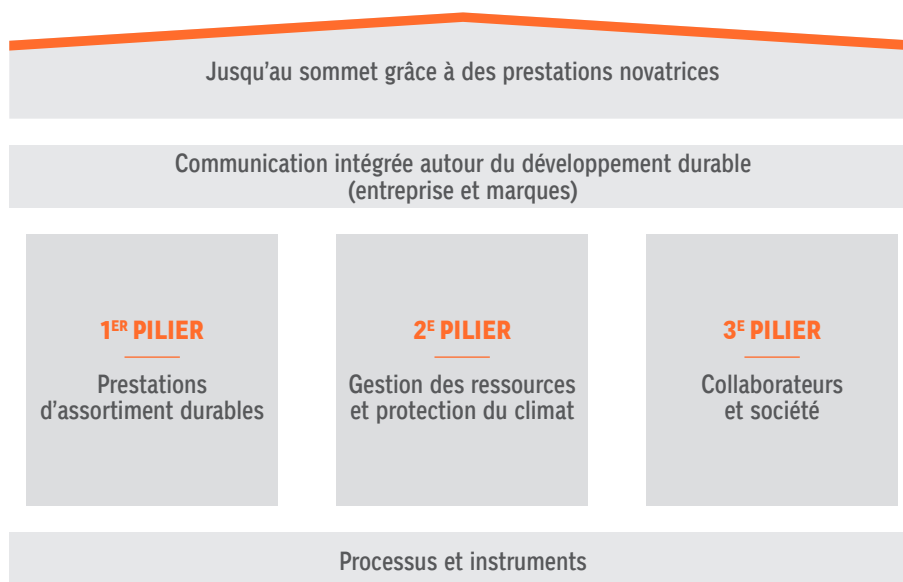 Jusqu’au sommet grâce à des prestations novatrices
Communication intégrée autour du développement durable
(entreprise et marques)
1ER PILIER
Prestations
d’assortiment durables
2E PILIER
Gestion des ressources
et protection du climat
3E PILIER
Collaborateurs
et société
Processus et instruments